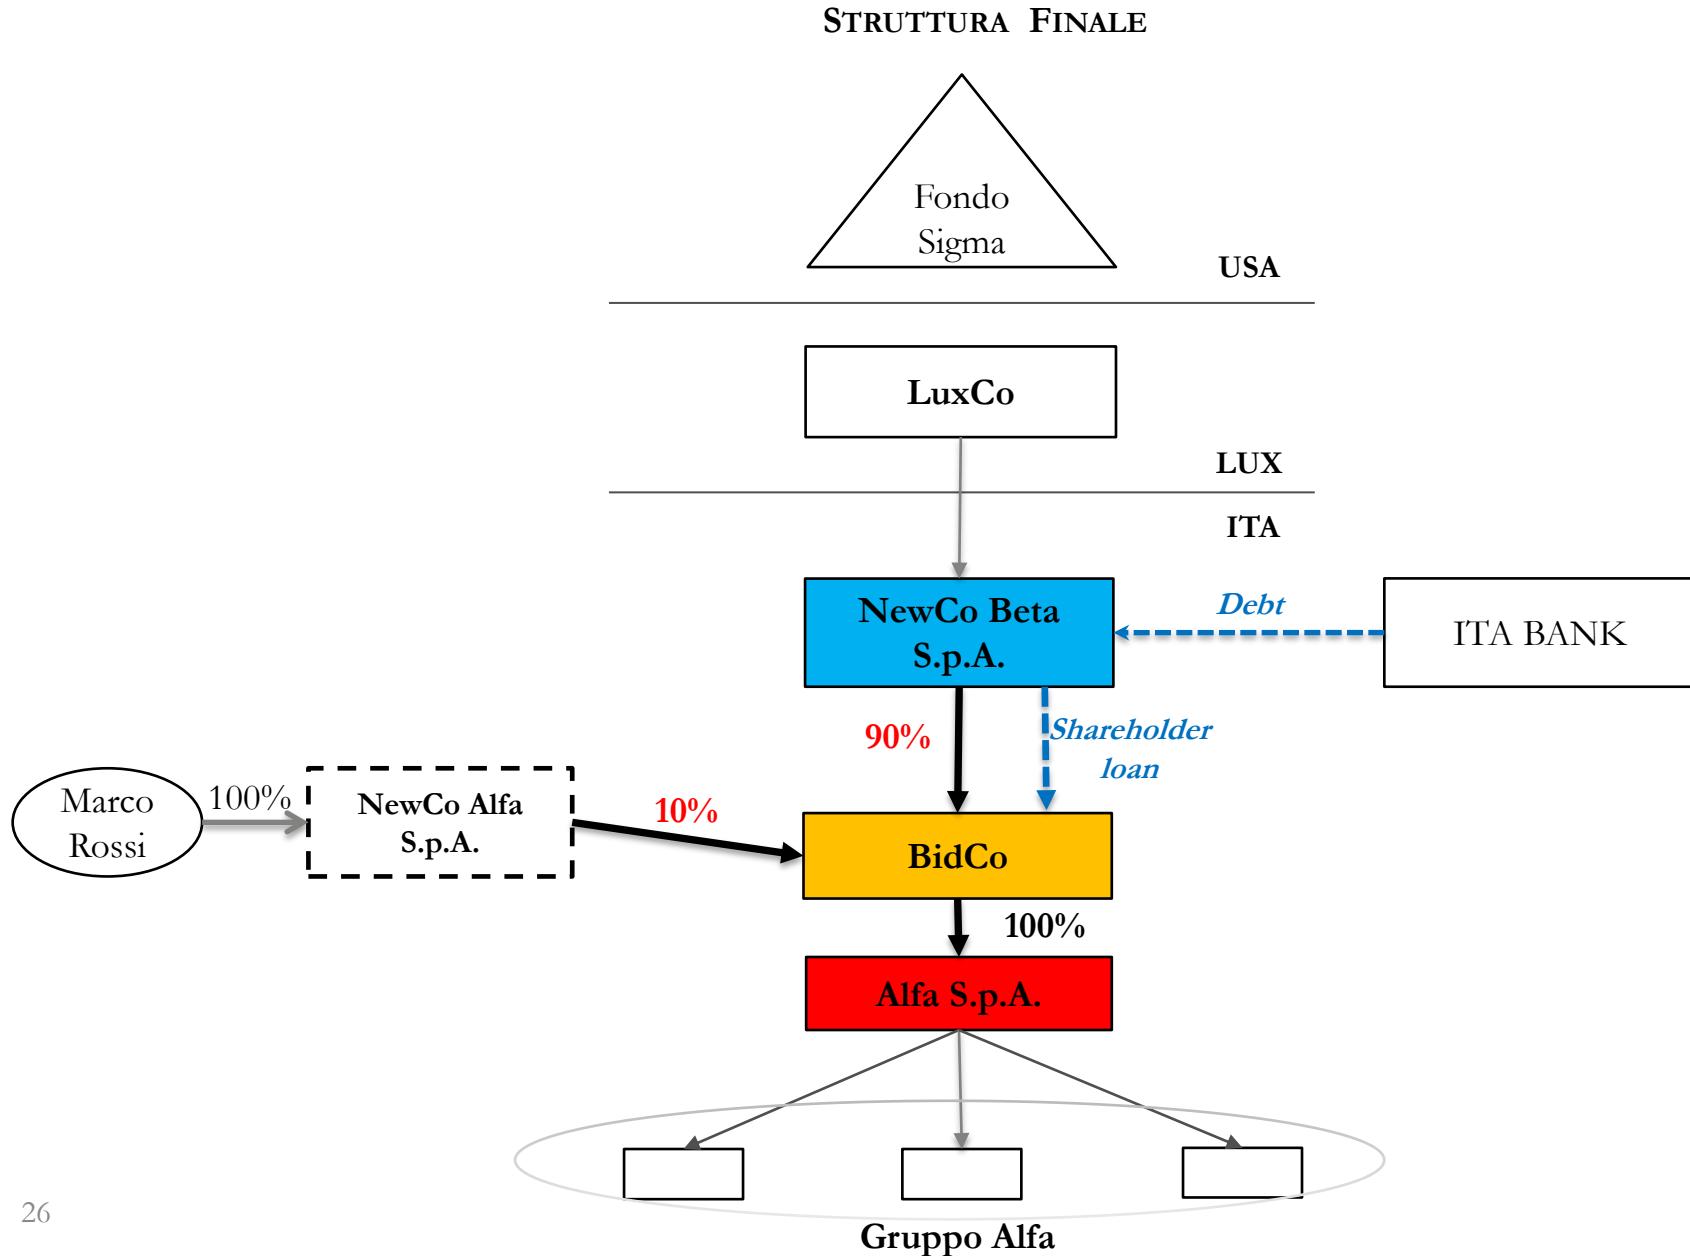 STRUTTURA FINALE
Fondo
Sigma
USA
LuxCo
LUX
ITA
NewCo Beta
S.p.A.
Debt
ITA BANK
90%
Shareholder
loan
Marco
Rossi
100%
NewCo Alfa
S.p.A.
10%
BidCo
100%
Alfa S.p.A.
Gruppo Alfa
26